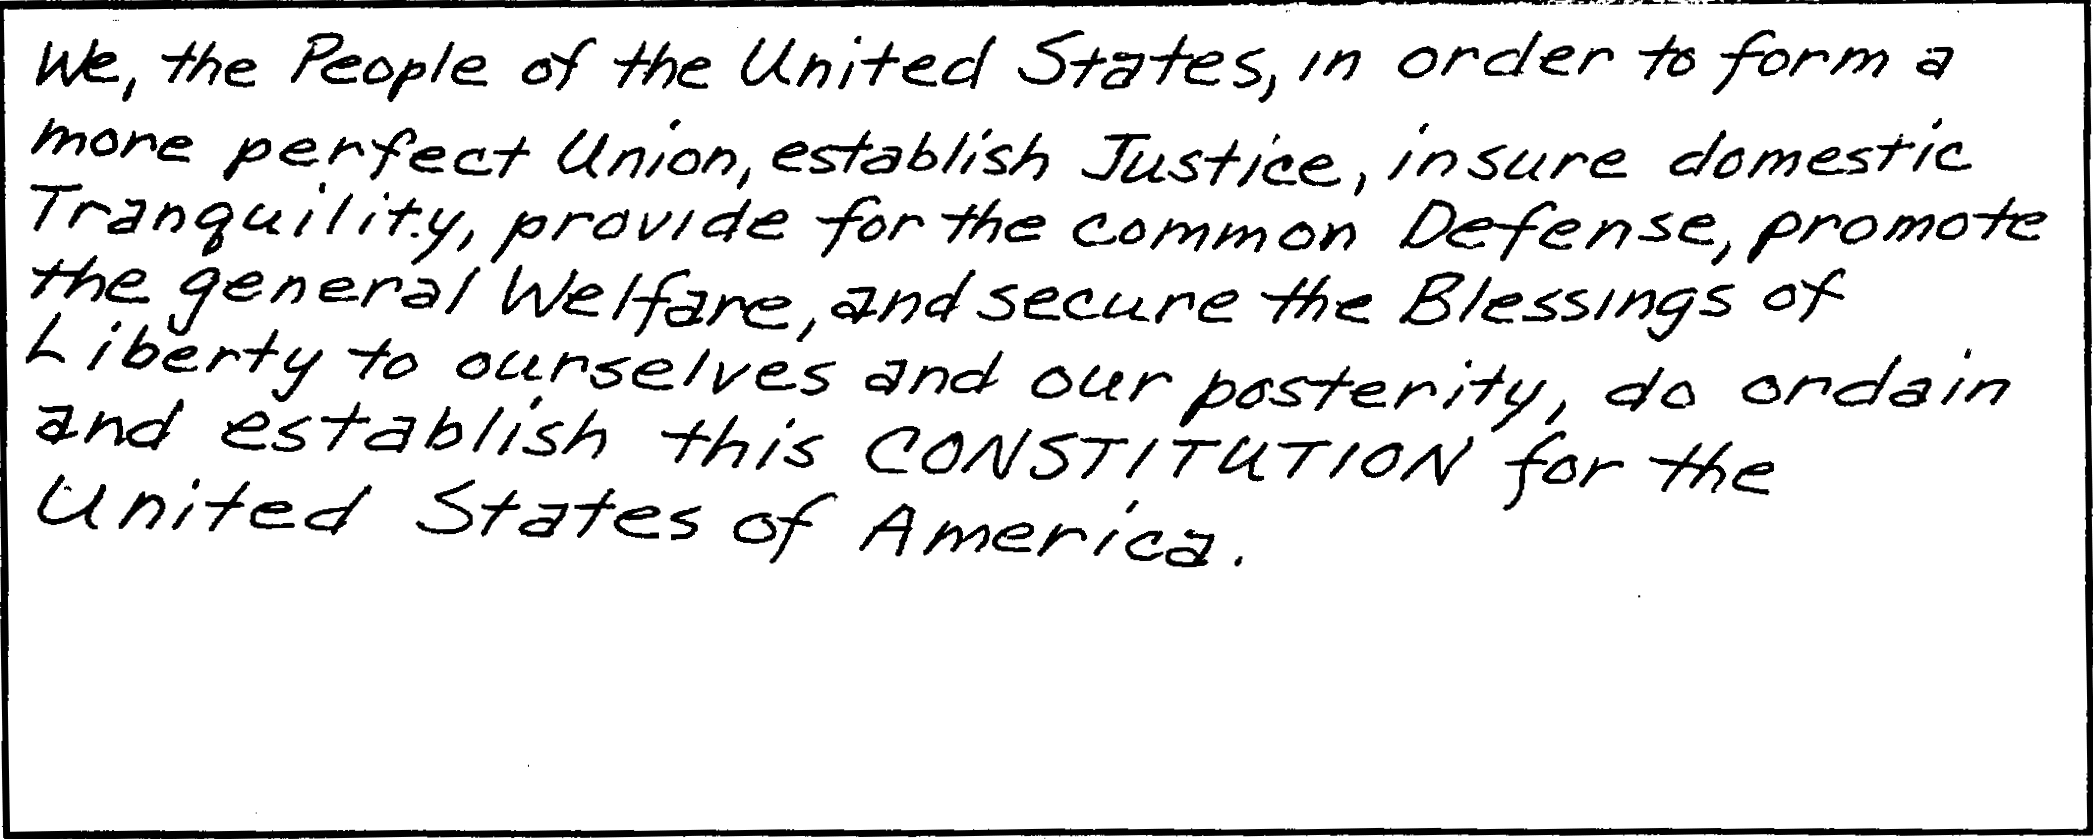 We, the People of the United States, in order to form a
more perfect Union, establish Justice, insure domestic
Tranquility, provide for the common Defense, promote
the general Welfare, and secure the Blessings of
Liberty to ourselves and our posterity, do ordain
and establish this CONSTITUTION for the
United States of America.